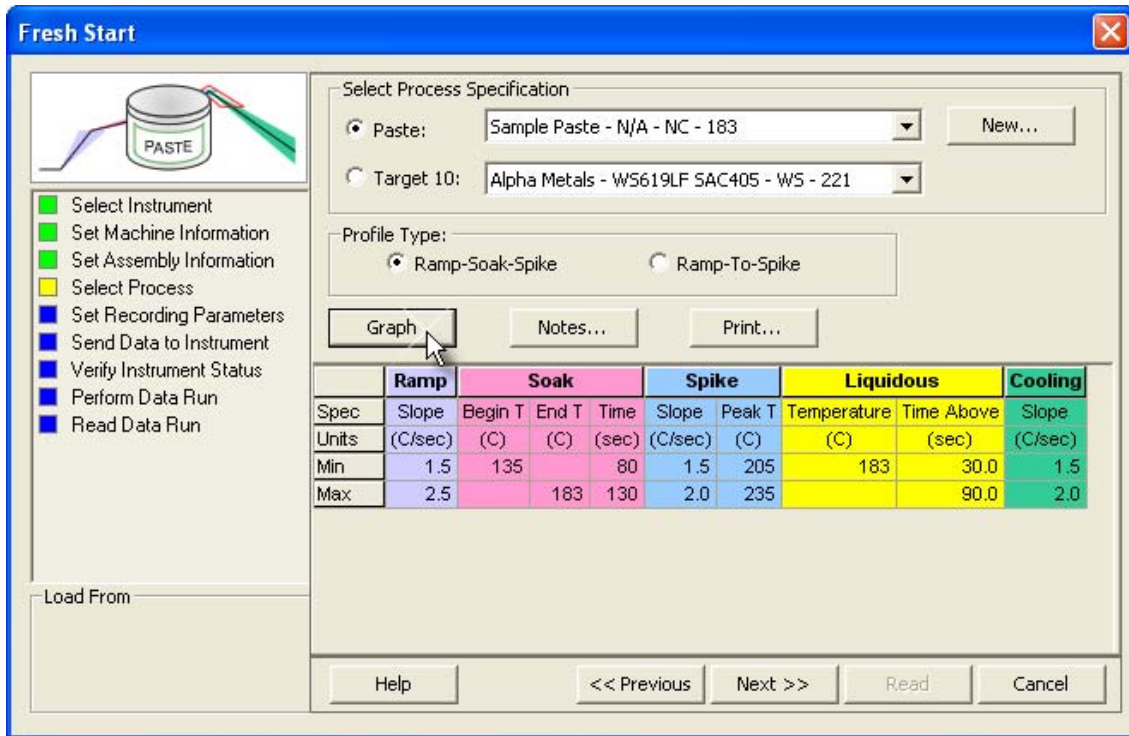 Fresh Start
PASTE
Select Instrument
Set Machine Information
Set Assembly Information
Select Process
Set Recording Parameters
Send Data to Instrument
Verify Instrument Status
Perform Data Run
Read Data Run
Load From
Select Process Specification
Paste: Sample Paste - N/A - NC - 183 New...
Target 10: Alpha Metals - WS619LF SAC405 - WS - 221
Profile Type:
Ramp-Soak-Spike Ramp-To-Spike
Graph Notes... Print...
Ramp Soak Spike Liquidous Cooling
Spec Slope Begin T End T Time Slope Peak T Temperature Time Above Slope
Units (C/sec) (C) (C) (sec) (C/sec) (C) (C) (sec) (C/sec)
Min 1.5 135 80 1.5 205 183 30.0 1.5
Max 2.5 183 130 2.0 235 90.0 2.0
Help << Previous Next >> Read Cancel